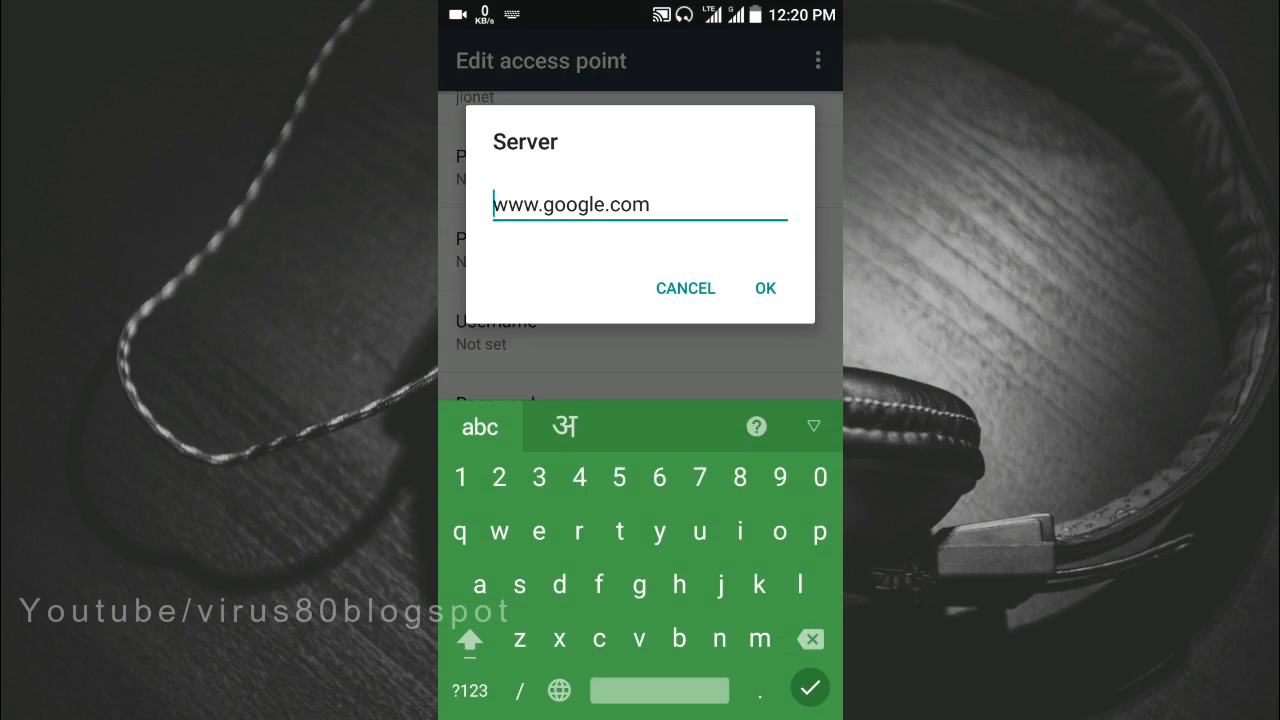 0
KB/s
LTE
G
12:20 PM
Edit access point
jionet
Server
P
N
www.google.com
P
N
CANCEL
OK
Username
Not set
Password
abc
अ
?
1 2 3 4 5 6 7 8 9 0
q w e r t y u i o p
a s d f g h j k l
Youtube/virus80blogspot
z x c v b n m
?123 / .